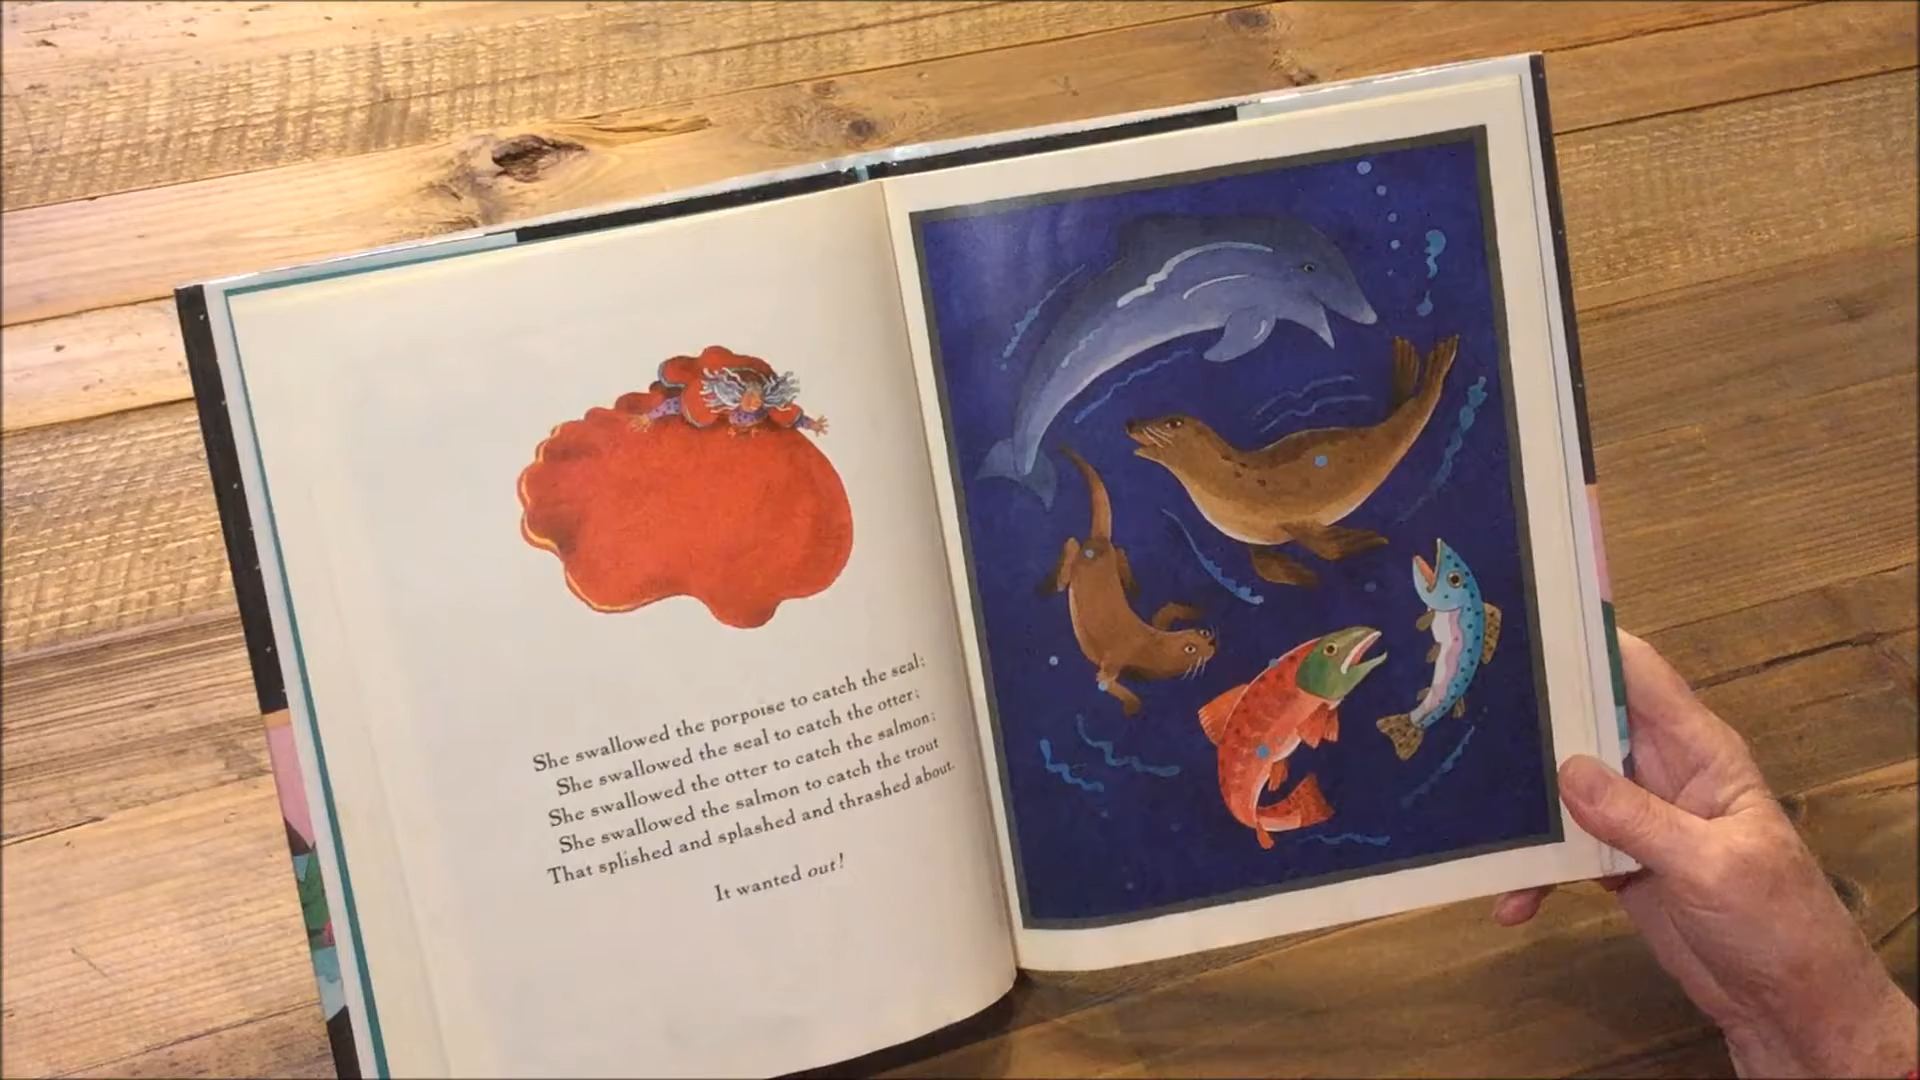 She swallowed the porpoise to catch the seal;
She swallowed the seal to catch the otter;
She swallowed the otter to catch the salmon;
She swallowed the salmon to catch the trout
That splished and splashed and thrashed about.
It wanted out!